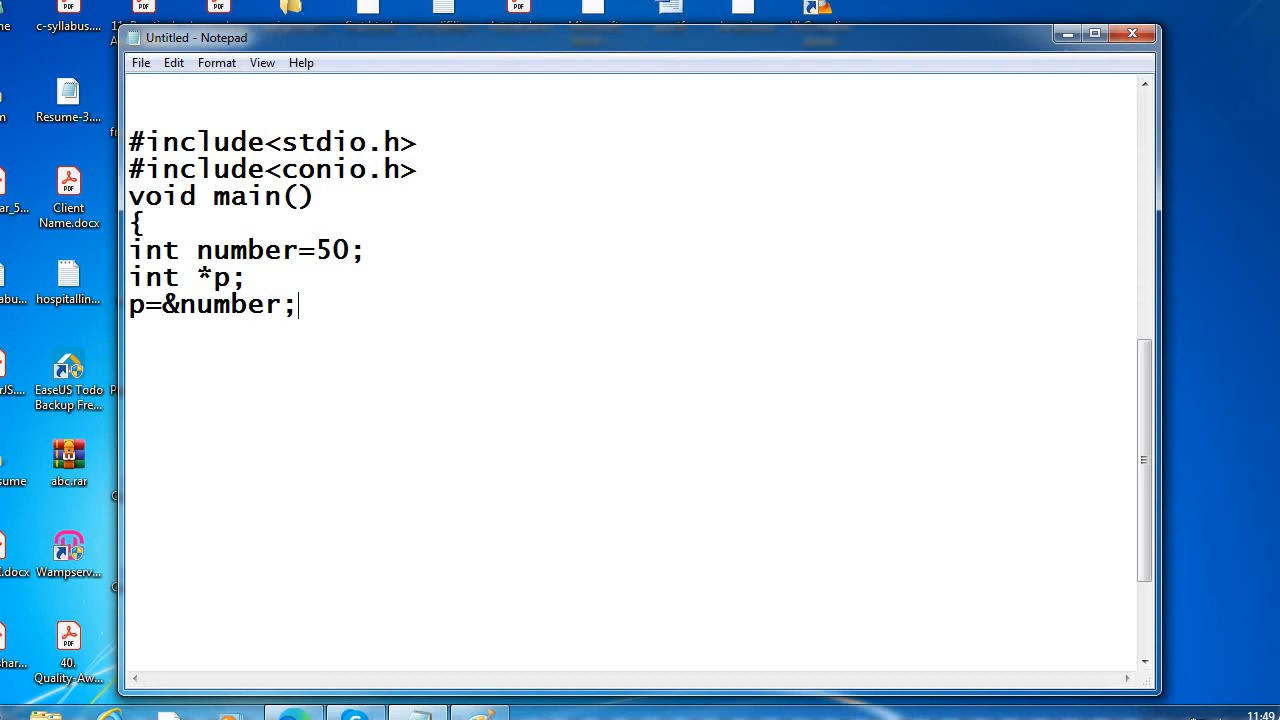 c-syllabus....
Untitled - Notepad
File Edit Format View Help
#include<stdio.h>
#include<conio.h>
void main()
{
int number=50;
int *p;
p=&number;
Resume-3....
Client
Name.docx
hospitallin...
EaseUS Todo
Backup Fre...
abc.rar
Wampserv...
40.
Quality-Aw...
PDF
11:49